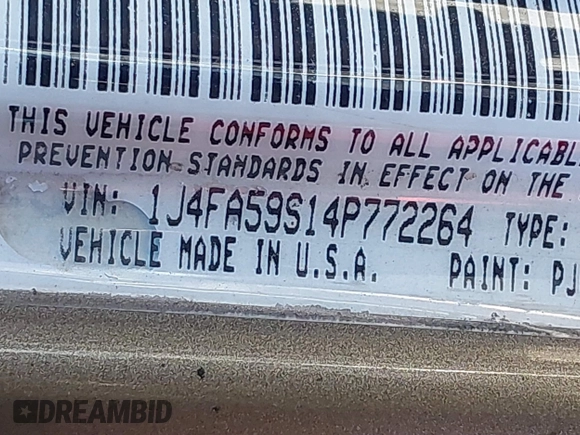 THIS VEHICLE CONFORMS TO ALL APPLICABL
PREVENTION STANDARDS IN EFFECT ON THE
VIN: 1J4FA59S14P772264 TYPE:
VEHICLE MADE IN U.S.A. PAINT: PJ
DREAMBID